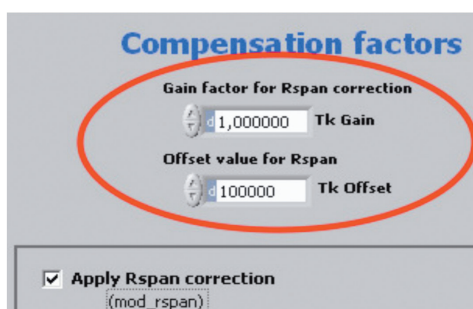 Compensation factors
Gain factor for Rspan correction
d 1,000000 Tk Gain
Offset value for Rspan
d 100000 Tk Offset
Apply Rspan correction
(mod_rspan)